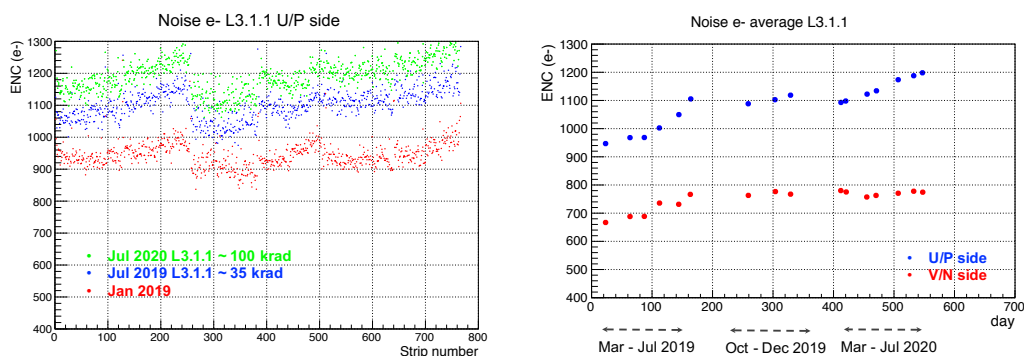 Noise e- L3.1.1 U/P side
ENC (e-)
1300
1200
1100
1000
900
800
700
600
500
400
0 100 200 300 400 500 600 700 800
Strip number
Jul 2020 L3.1.1 ~ 100 krad
Jul 2019 L3.1.1 ~ 35 krad
Jan 2019
Noise e- average L3.1.1
ENC (e-)
1300
1200
1100
1000
900
800
700
600
500
400
0 100 200 300 400 500 600 700
day
U/P side
V/N side
Mar - Jul 2019 Oct - Dec 2019 Mar - Jul 2020